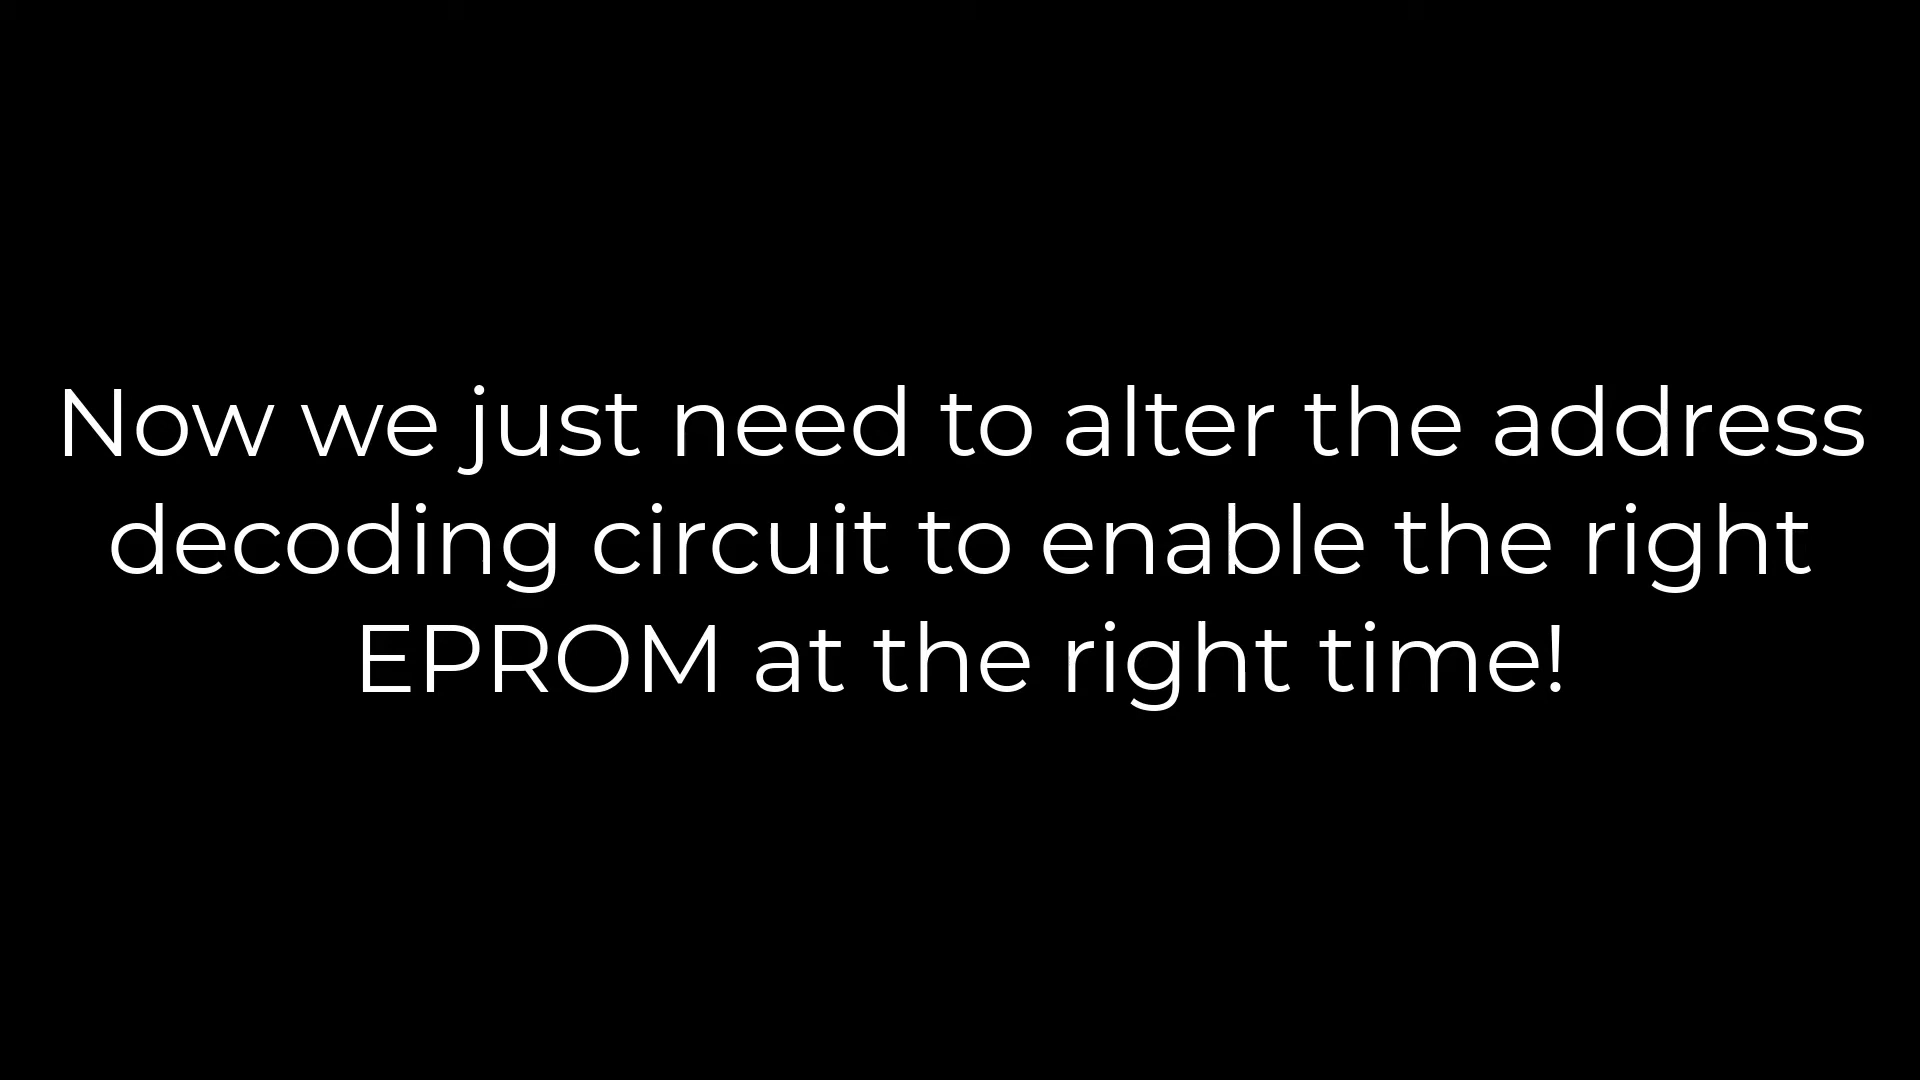 Now we just need to alter the address
decoding circuit to enable the right
EPROM at the right time!